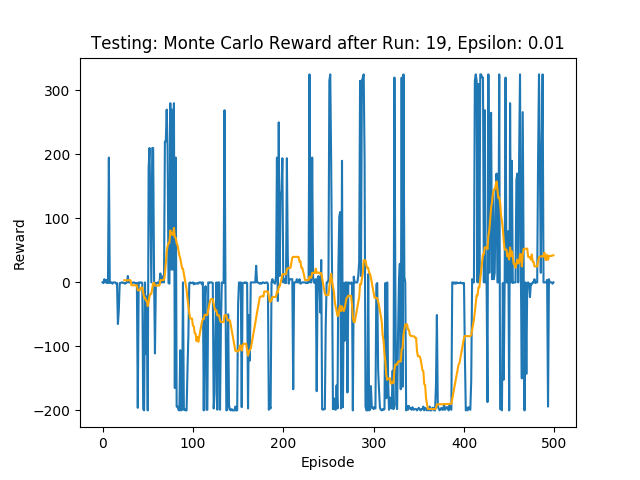 Testing: Monte Carlo Reward after Run: 19, Epsilon: 0.01
300
200
100
0
−100
−200
Reward
0 100 200 300 400 500
Episode